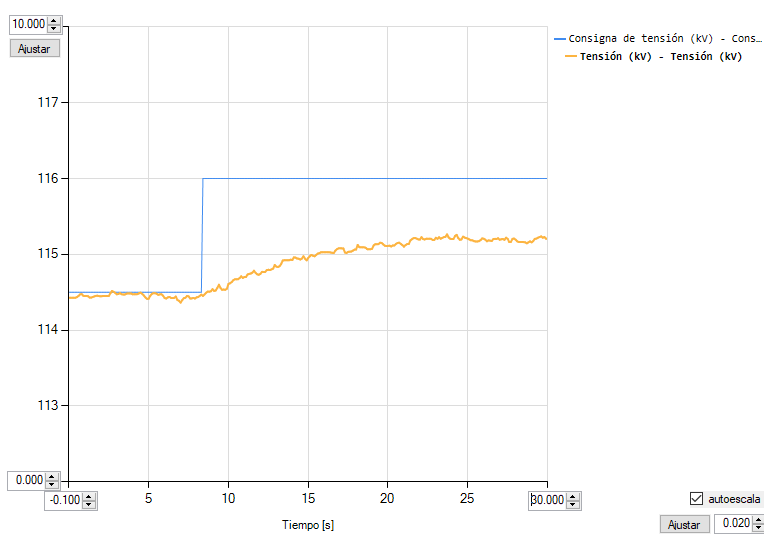 10.000
Ajustar
Consigna de tensión (kV) - Cons...
Tensión (kV) - Tensión (kV)
117
116
115
114
113
0.000
-0.100 5 10 15 20 25 30.000
autoescala
Tiempo [s]
Ajustar 0.020